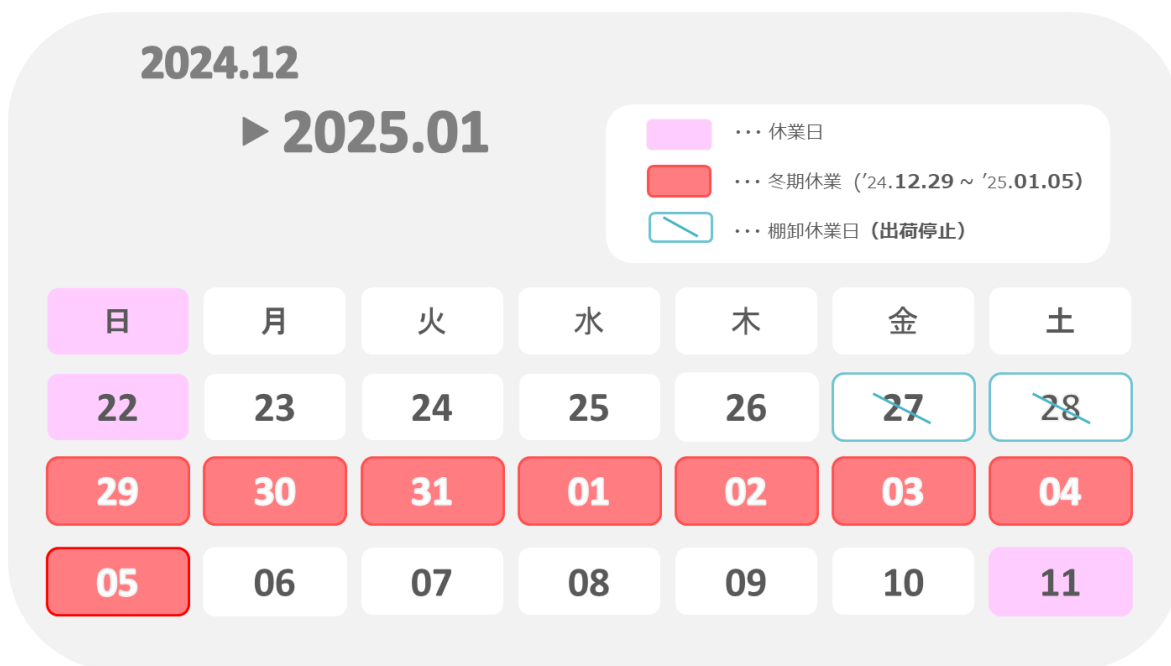 2024.12
▶ 2025.01
･･･ 休業日
･･･ 冬期休業（’24.12.29 ~ ’25.01.05）
･･･ 棚卸休業日（出荷停止）
日 月 火 水 木 金 土
22 23 24 25 26 27 28
29 30 31 01 02 03 04
05 06 07 08 09 10 11